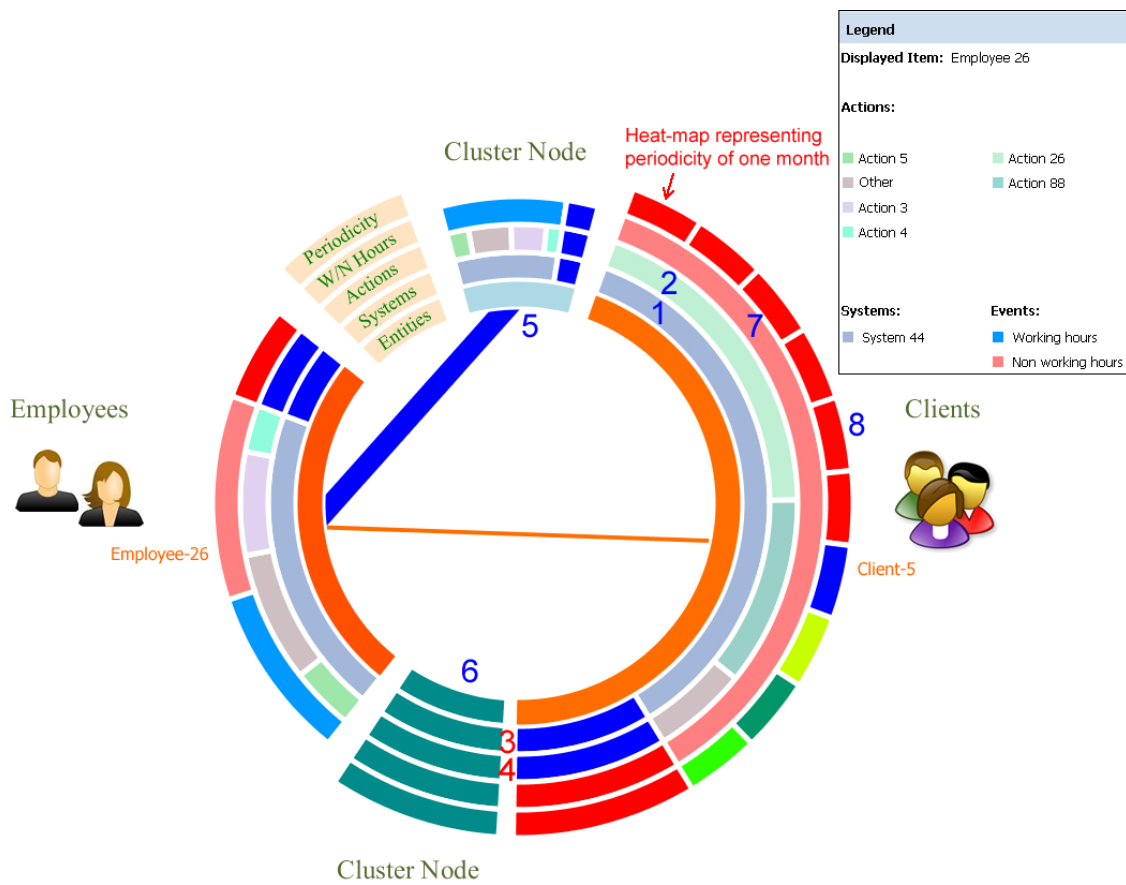 Legend
Displayed Item: Employee 26
Actions:
Action 5
Action 26
Other
Action 88
Action 3
Action 4
Systems:
Events:
System 44
Working hours
Non working hours
Heat-map representing
periodicity of one month
Cluster Node
Periodicity
W/N Hours
Actions
Systems
Entities
2
1
7
5
8
Employees
Clients
Employee-26
Client-5
6
3
4
Cluster Node